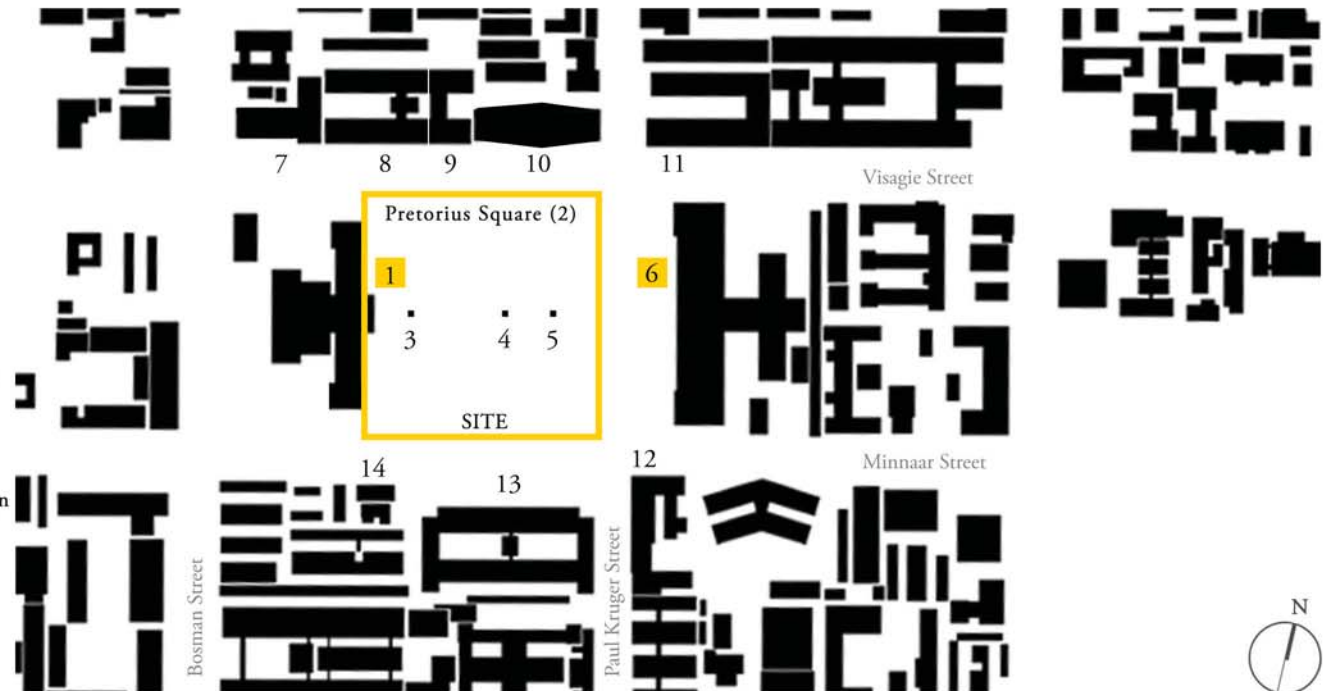 7
8
9
10
11
Visagie Street
Pretorius Square (2)
1
6
3
4
5
SITE
12
Minnaar Street
14
13
n
Bosman Street
Paul Kruger Street
N